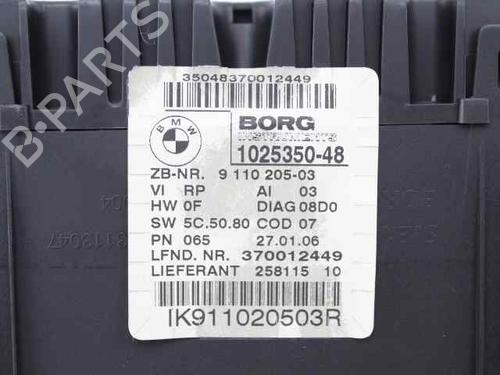 35048370012449
BMW
BORG
1025350-48
ZB-NR. 9 110 205-03
VI RP AI 03
HW 0F DIAG 08D0
SW 5C.50.80 COD 07
PN 065 27.01.06
LFND. NR. 370012449
LIEFERANT 258115 10
IK911020503R
B-PARTS